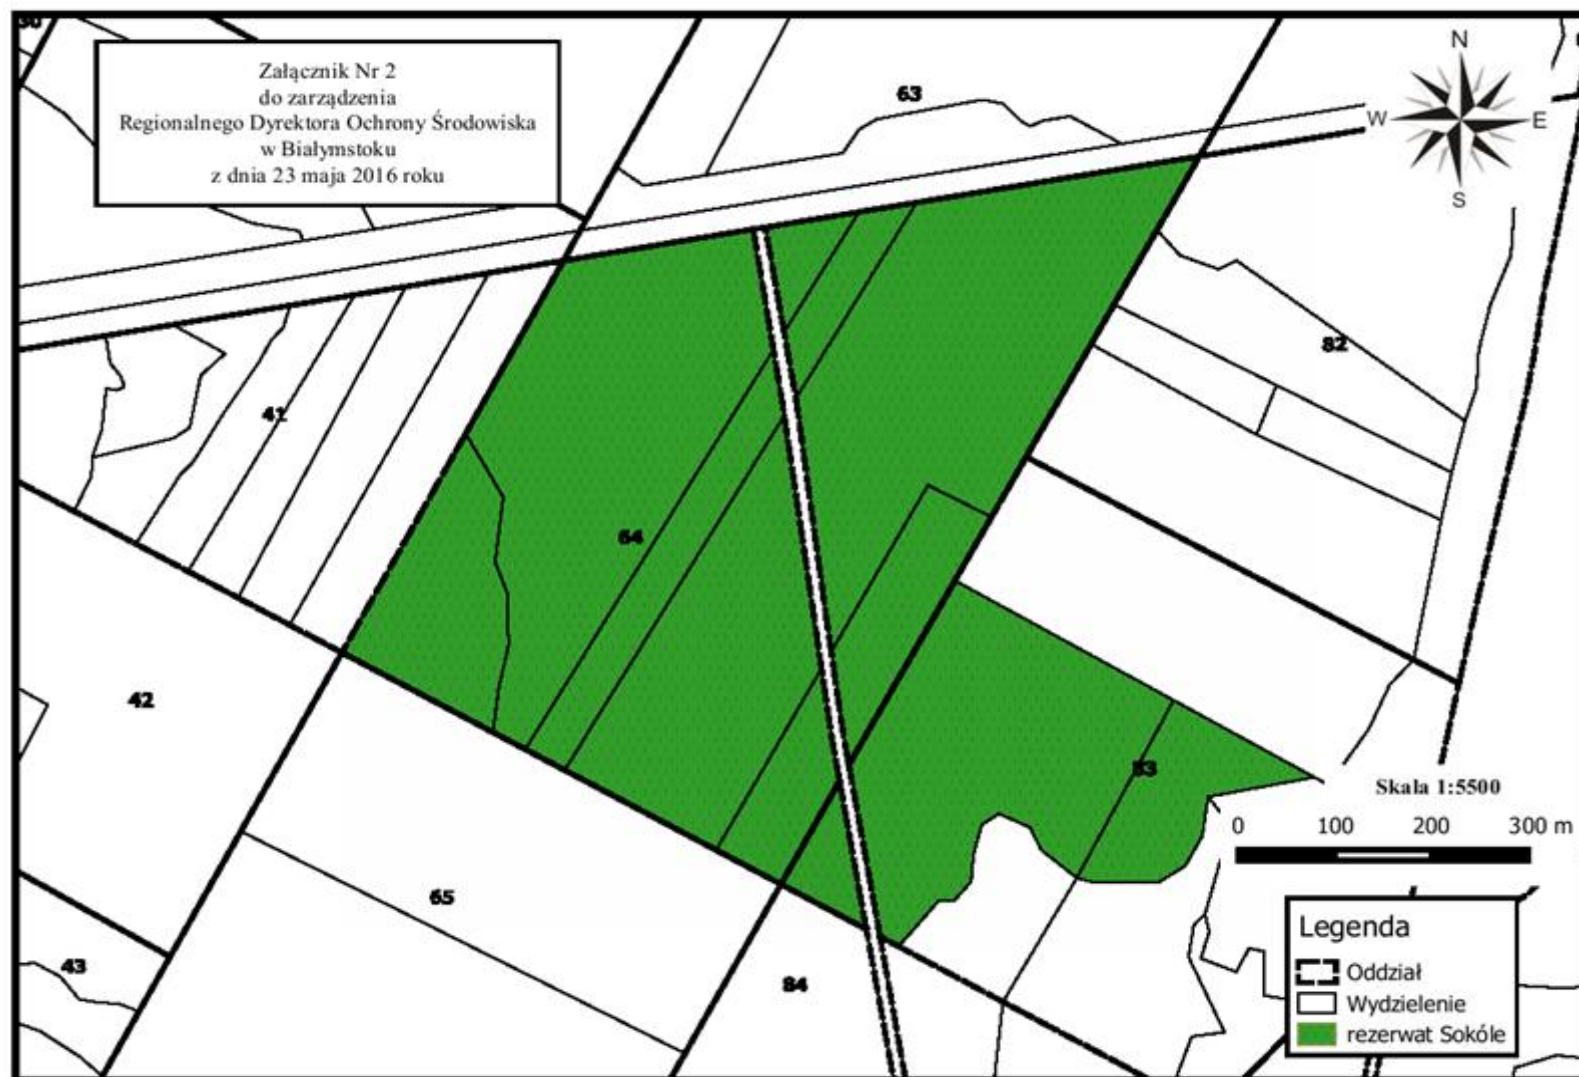 30
Załącznik Nr 2
do zarządzenia
Regionalnego Dyrektora Ochrony Środowiska
w Białymstoku
z dnia 23 maja 2016 roku
63
N
W
E
S
82
41
64
42
83
Skala 1:5500
0 100 200 300 m
65
43
84
Legenda
Oddział
Wydzielenie
rezerwat Sokóle